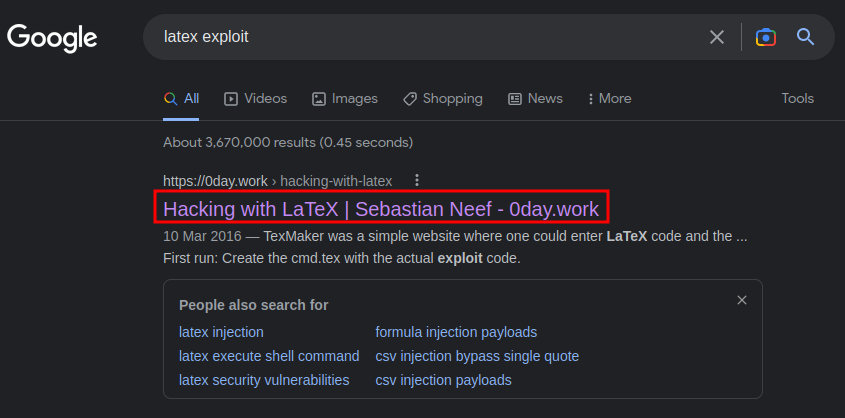 Google
latex exploit
All Videos Images Shopping News More Tools
About 3,670,000 results (0.45 seconds)
https://0day.work › hacking-with-latex
Hacking with LaTeX | Sebastian Neef - 0day.work
10 Mar 2016 — TexMaker was a simple website where one could enter LaTeX code and the ...
First run: Create the cmd.tex with the actual exploit code.
People also search for
latex injection formula injection payloads
latex execute shell command csv injection bypass single quote
latex security vulnerabilities csv injection payloads